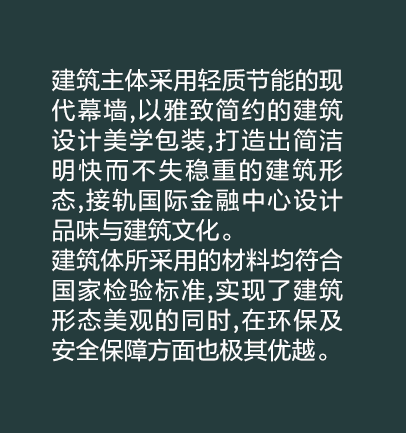 建筑主体采用轻质节能的现
代幕墙,以雅致简约的建筑
设计美学包装,打造出简洁
明快而不失稳重的建筑形
态,接轨国际金融中心设计
品味与建筑文化。
建筑体所采用的材料均符合
国家检验标准,实现了建筑
形态美观的同时,在环保及
安全保障方面也极其优越。